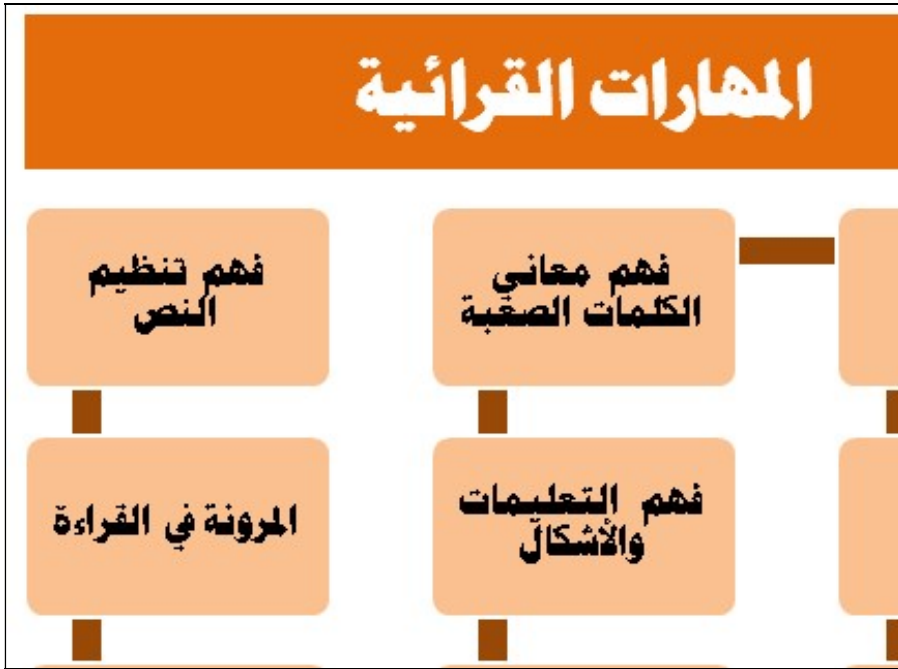 المهارات القرائية
فهم معاني
الكلمات الصعبة
فهم تنظيم
النص
فهم التعليمات
والأشكال
المرونة في القراءة